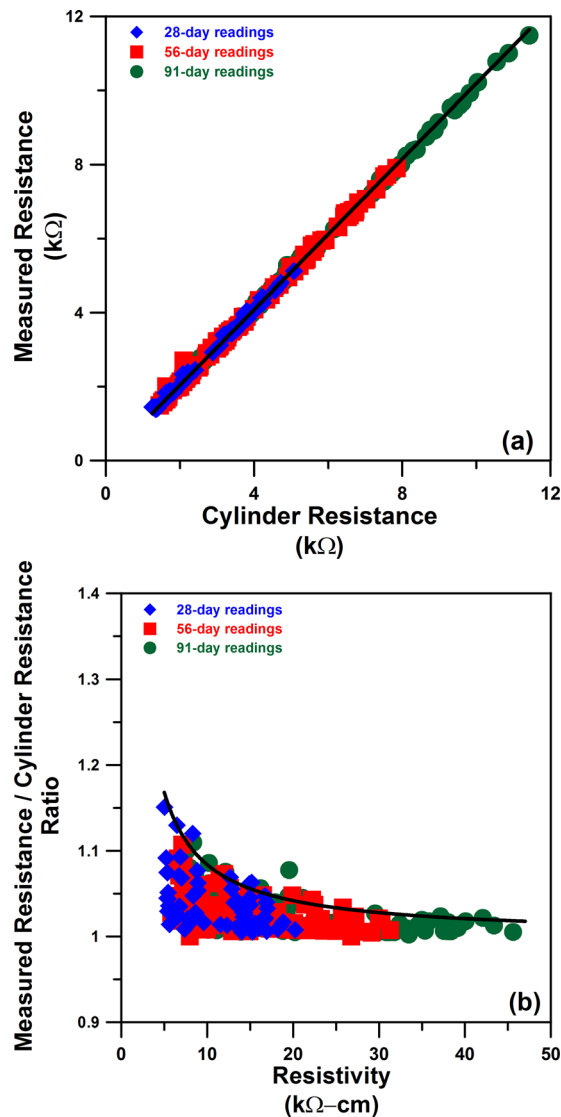 12
28-day readings
56-day readings
91-day readings
8
Measured Resistance
(kΩ)
4
0
(a)
0 4 8 12
Cylinder Resistance
(kΩ)
1.4
28-day readings
56-day readings
91-day readings
1.3
Measured Resistance / Cylinder Resistance
Ratio
1.2
1.1
1
0.9
(b)
0 10 20 30 40 50
Resistivity
(kΩ–cm)